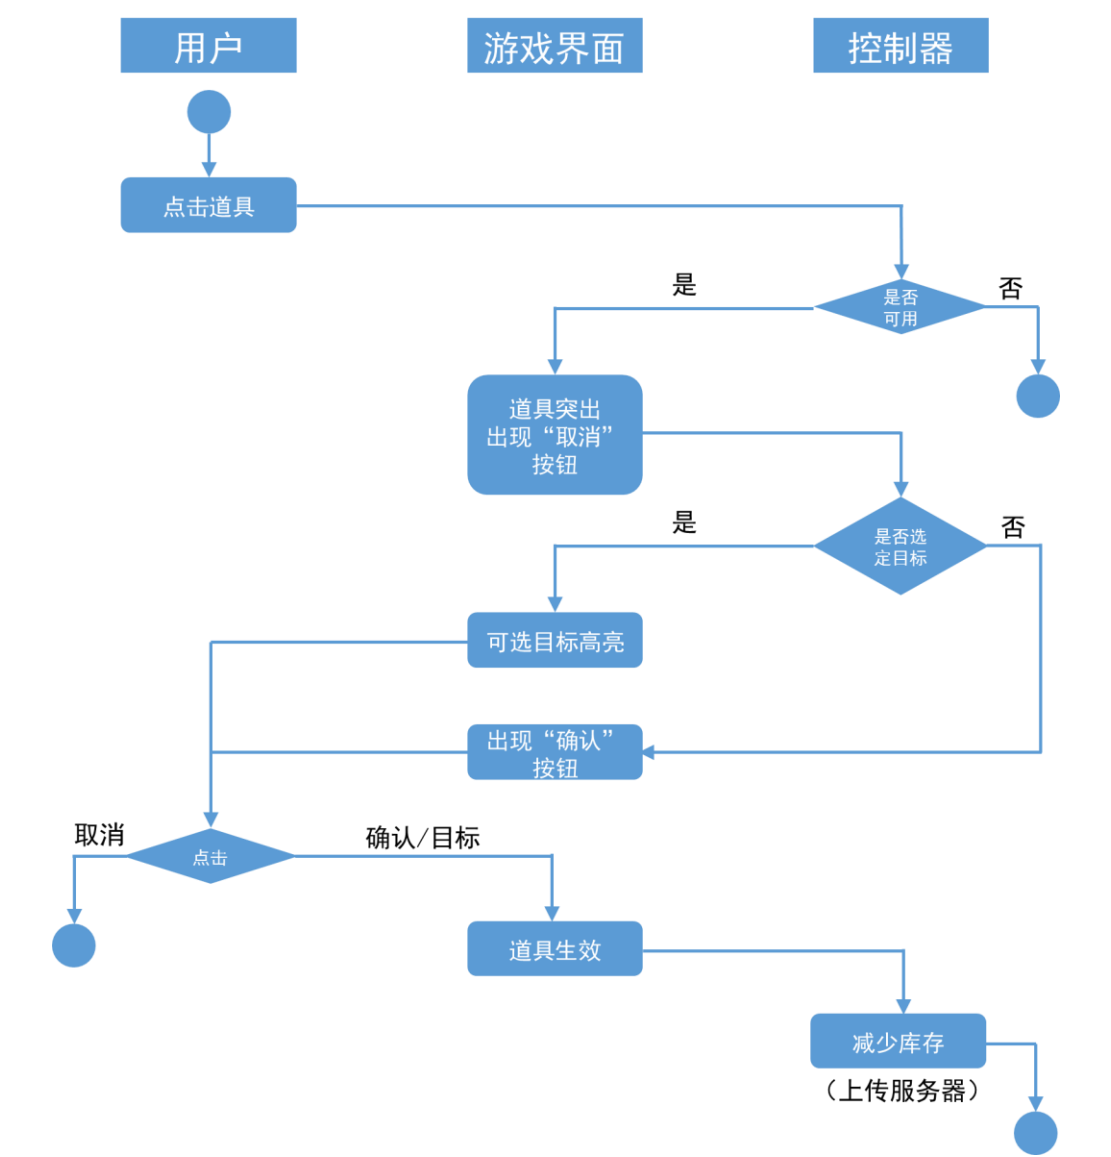 用户
游戏界面
控制器
点击道具
是
否
是否
可用
道具突出
出现“取消”
按钮
是
否
是否选
定目标
可选目标高亮
出现“确认”
按钮
取消
确认/目标
点击
道具生效
减少库存
（上传服务器）